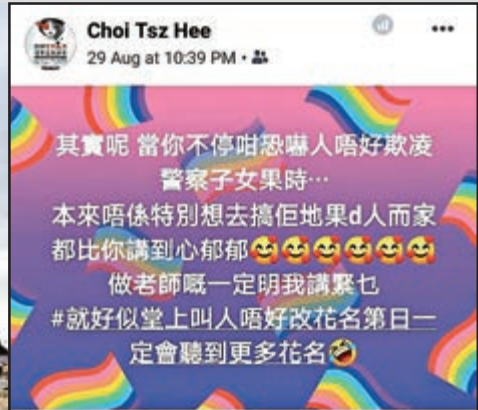 Choi Tsz Hee
29 Aug at 10:39 PM
其實呢 當你不停咁恐嚇人唔好欺凌
警察子女果時…
本來唔係特別想去搞佢地果d人而家
都比你講到心郁郁🥰🥰🥰🥰🥰🥰
做老師嘅一定明我講緊乜
#就好似堂上叫人唔好改花名第日一
定會聽到更多花名🤣